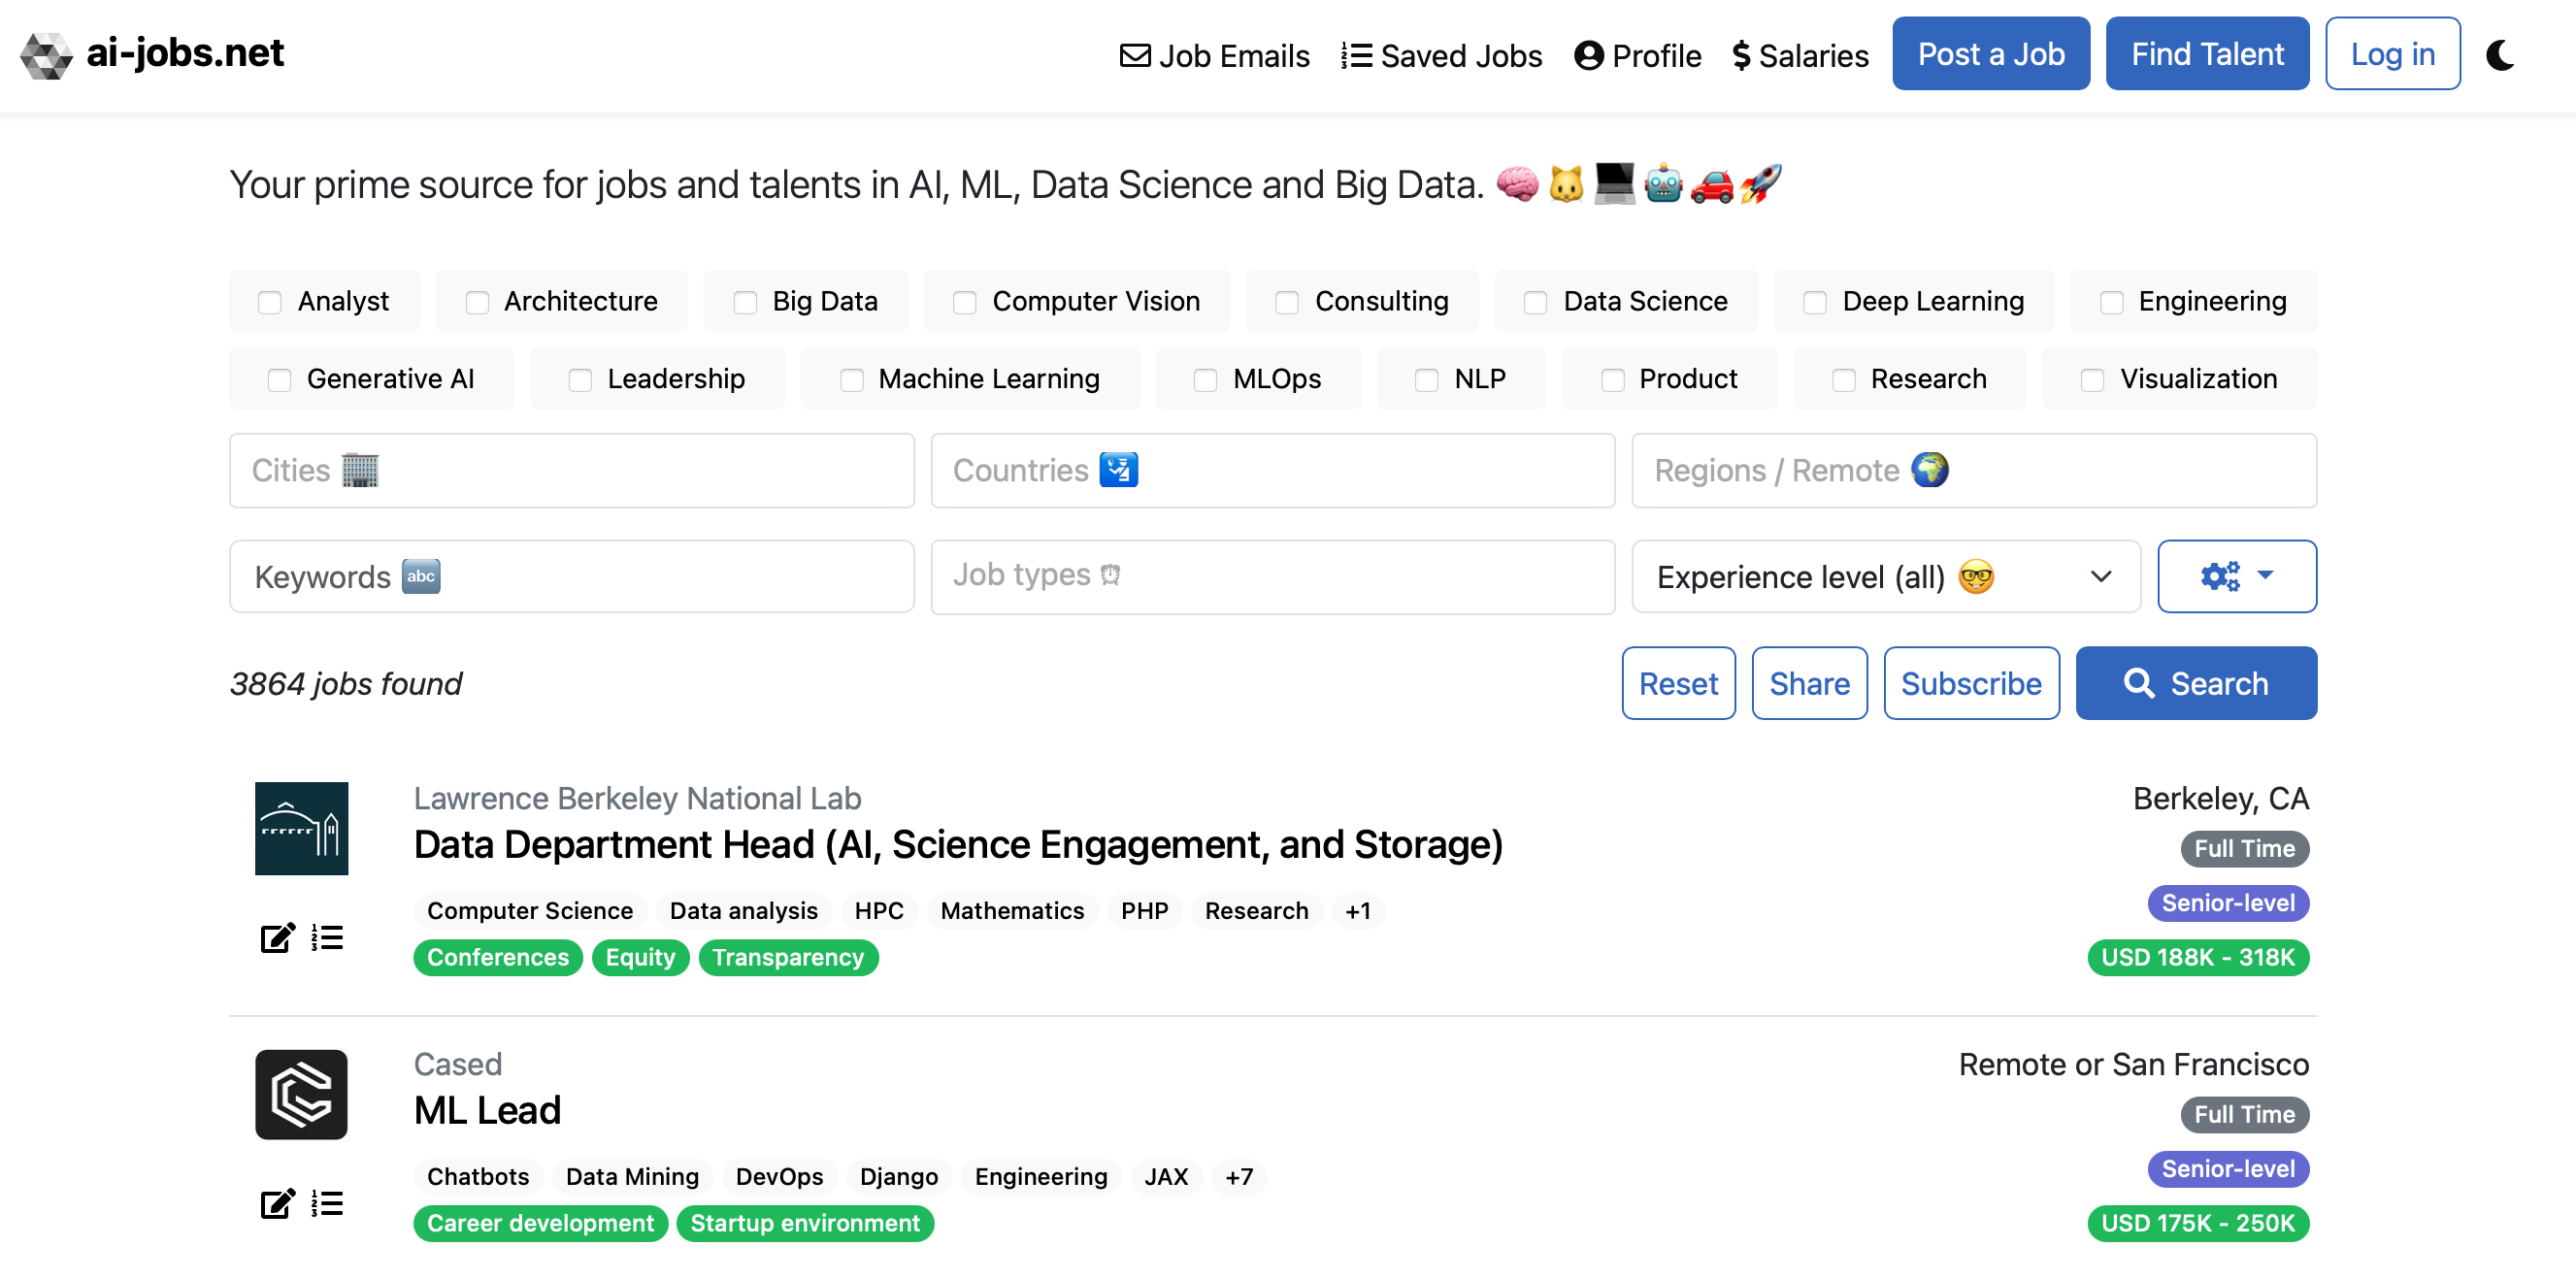 ai-jobs.net
Job Emails Saved Jobs Profile $ Salaries Post a Job Find Talent Log in
Your prime source for jobs and talents in AI, ML, Data Science and Big Data. 🧠🐱💻🤖🚗🚀
Analyst Architecture Big Data Computer Vision Consulting Data Science Deep Learning Engineering
Generative AI Leadership Machine Learning MLOps NLP Product Research Visualization
Cities 🏢 Countries 🛂 Regions / Remote 🌍
Keywords 🔤 Job types ⏰ Experience level (all) 🤓
3864 jobs found Reset Share Subscribe Search
Lawrence Berkeley National Lab
Data Department Head (AI, Science Engagement, and Storage)
Computer Science Data analysis HPC Mathematics PHP Research +1
Conferences Equity Transparency
Berkeley, CA
Full Time
Senior-level
USD 188K - 318K
Cased
ML Lead
Chatbots Data Mining DevOps Django Engineering JAX +7
Career development Startup environment
Remote or San Francisco
Full Time
Senior-level
USD 175K - 250K